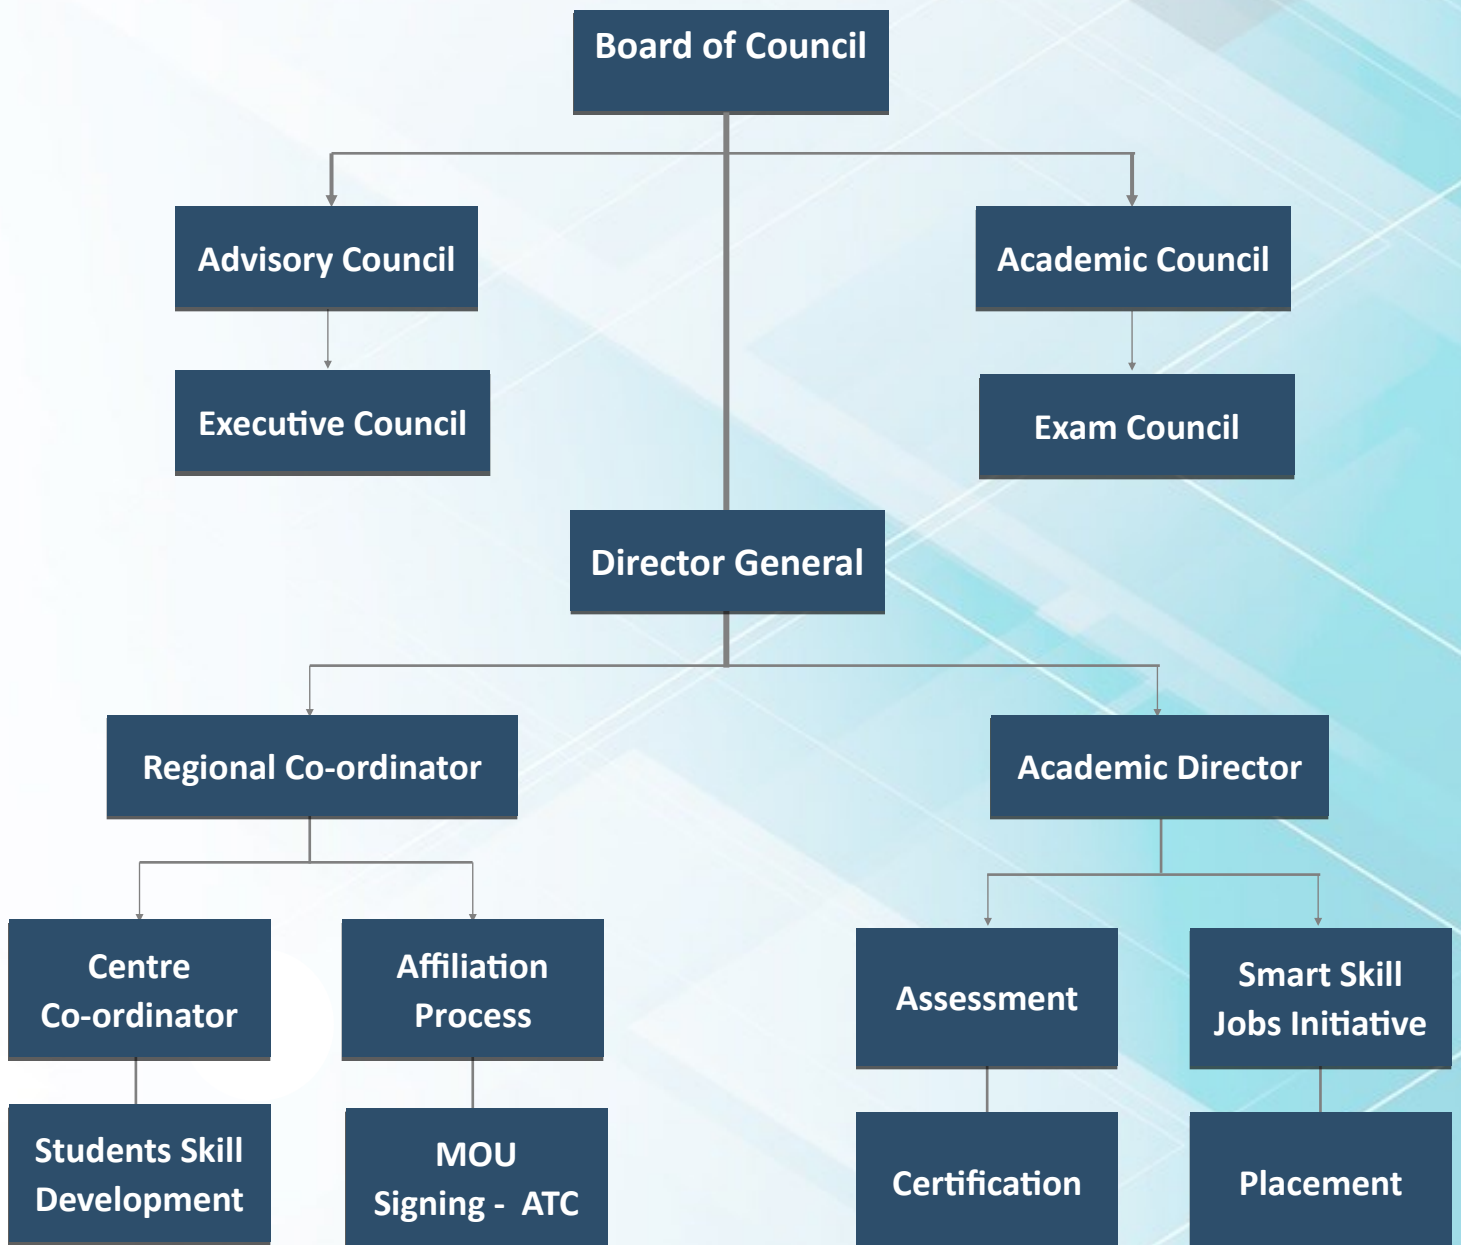 Board of Council
Advisory Council
Academic Council
Executive Council
Exam Council
Director General
Regional Co-ordinator
Academic Director
Centre
Co-ordinator
Affiliation
Process
Assessment
Smart Skill
Jobs Initiative
Students Skill
Development
MOU
Signing - ATC
Certification
Placement